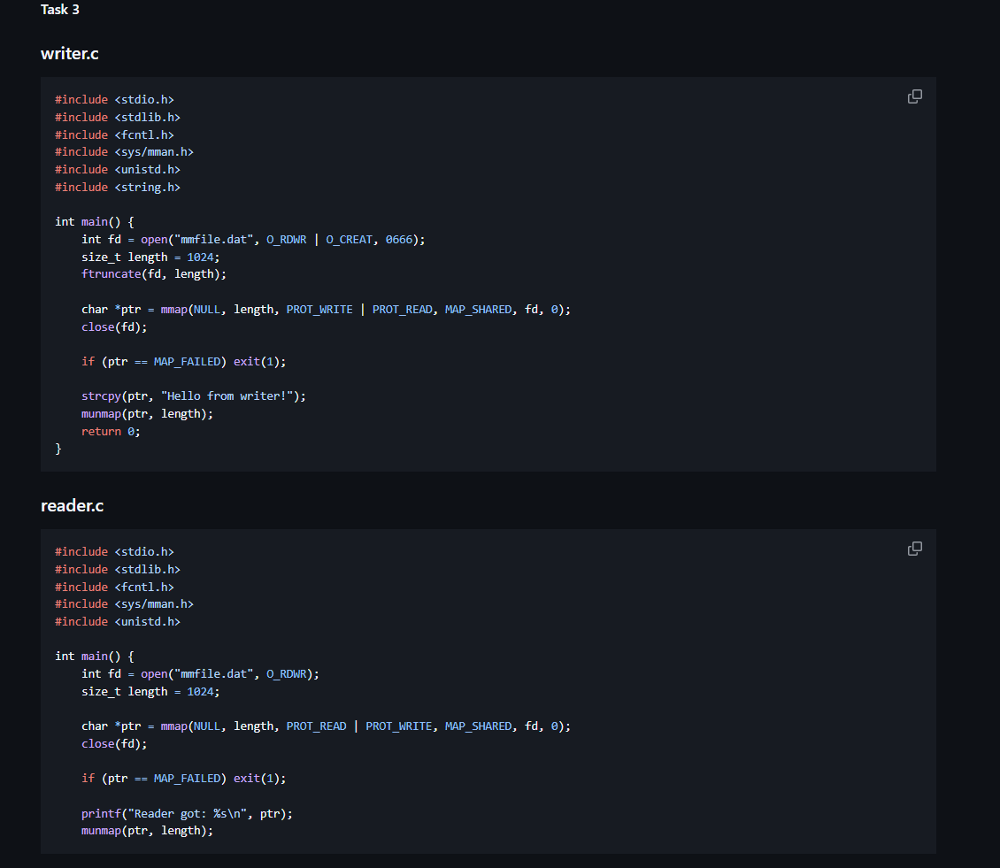 Task 3
writer.c
#include <stdio.h>
#include <stdlib.h>
#include <fcntl.h>
#include <sys/mman.h>
#include <unistd.h>
#include <string.h>
int main() {
int fd = open("mmfile.dat", O_RDWR | O_CREAT, 0666);
size_t length = 1024;
ftruncate(fd, length);
char *ptr = mmap(NULL, length, PROT_WRITE | PROT_READ, MAP_SHARED, fd, 0);
close(fd);
if (ptr == MAP_FAILED) exit(1);
strcpy(ptr, "Hello from writer!");
munmap(ptr, length);
return 0;
}
reader.c
#include <stdio.h>
#include <stdlib.h>
#include <fcntl.h>
#include <sys/mman.h>
#include <unistd.h>
int main() {
int fd = open("mmfile.dat", O_RDWR);
size_t length = 1024;
char *ptr = mmap(NULL, length, PROT_READ | PROT_WRITE, MAP_SHARED, fd, 0);
close(fd);
if (ptr == MAP_FAILED) exit(1);
printf("Reader got: %s\n", ptr);
munmap(ptr, length);